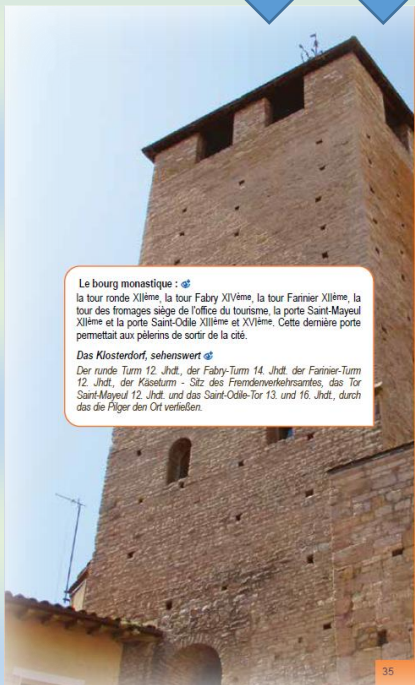 Le bourg monastique :
la tour ronde XIIème, la tour Fabry XIVème, la tour Farinier XIIème, la
tour des fromages siège de l'office du tourisme, la porte Saint-Mayeul
XIIème et la porte Saint-Odile XIIIème et XVIème. Cette dernière porte
permettait aux pèlerins de sortir de la cité.
Das Klosterdorf, sehenswert
Der runde Turm 12. Jhdt., der Fabry-Turm 14. Jhdt. der Farinier-Turm
12. Jhdt., der Käseturm - Sitz des Fremdenverkehrsamtes, das Tor
Saint-Mayeul 12. Jhdt. und das Saint-Odile-Tor 13. und 16. Jhdt., durch
das die Pilger den Ort verließen.
35